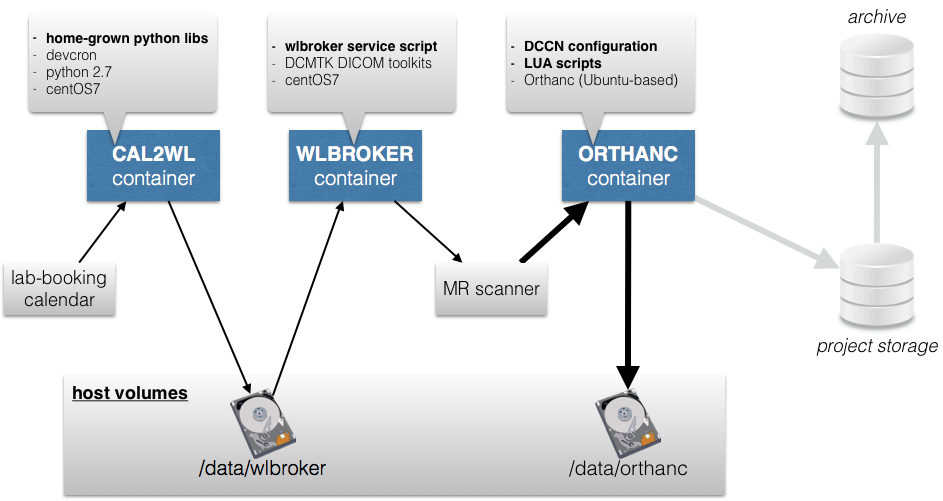 - home-grown python libs
- devcron
- python 2.7
- centOS7
- wlbroker service script
- DCMTK DICOM toolkits
- centOS7
- DCCN configuration
- LUA scripts
- Orthanc (Ubuntu-based)
archive
CAL2WL
container
WLBROKER
container
ORTHANC
container
lab-booking
calendar
MR scanner
project storage
host volumes
/data/wlbroker
/data/orthanc